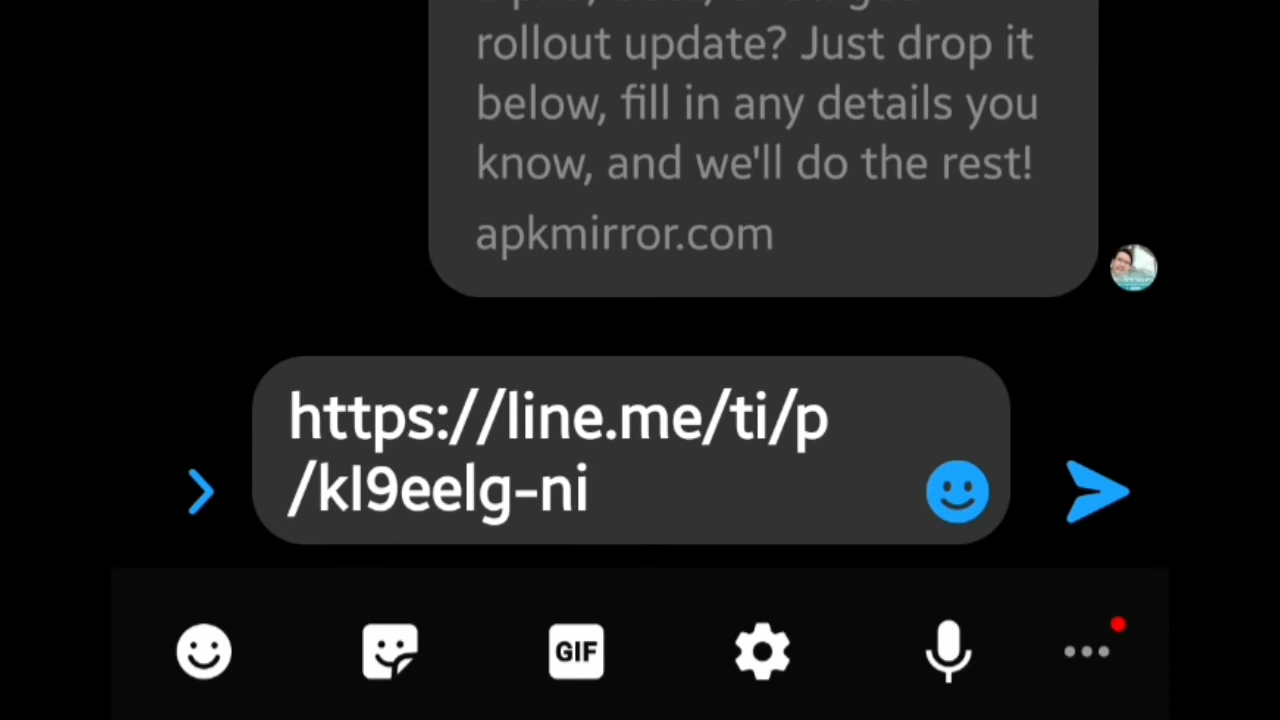 rollout update? Just drop it
below, fill in any details you
know, and we'll do the rest!
apkmirror.com
https://line.me/ti/p
/kI9eelg-ni
GIF